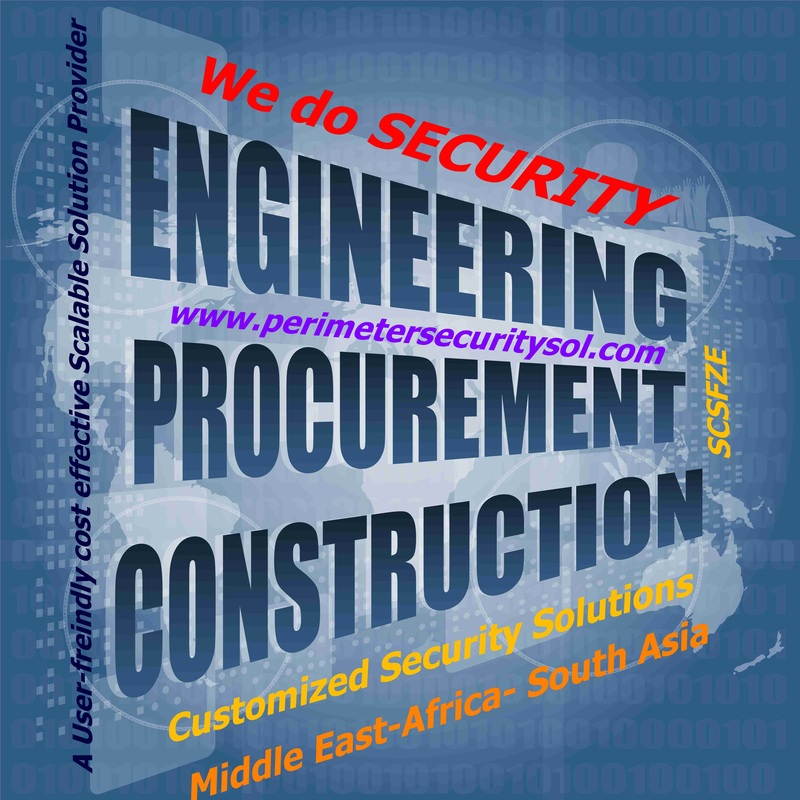 We do SECURITY
ENGINEERING
www.perimetersecuritysol.com
PROCUREMENT
SCSFZE
CONSTRUCTION
Customized Security Solutions
Middle East-Africa- South Asia
A User-freindly cost effective Scalable Solution Provider